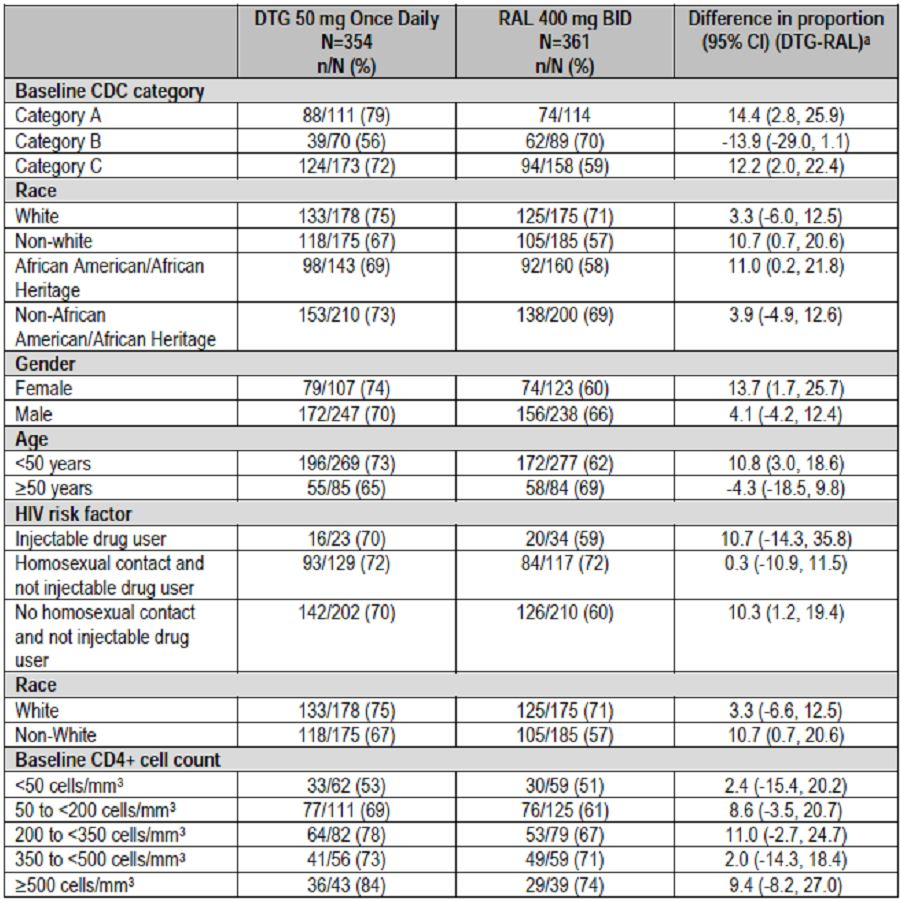 DTG 50 mg Once Daily N=354 n/N (%) RAL 400 mg BID N=361 n/N (%) Difference in proportion (95% CI) (DTG-RAL)ᵃ
Baseline CDC category
Category A 88/111 (79) 74/114 14.4 (2.8, 25.9)
Category B 39/70 (56) 62/89 (70) -13.9 (-29.0, 1.1)
Category C 124/173 (72) 94/158 (59) 12.2 (2.0, 22.4)
Race
White 133/178 (75) 125/175 (71) 3.3 (-6.0, 12.5)
Non-white 118/175 (67) 105/185 (57) 10.7 (0.7, 20.6)
African American/African Heritage 98/143 (69) 92/160 (58) 11.0 (0.2, 21.8)
Non-African American/African Heritage 153/210 (73) 138/200 (69) 3.9 (-4.9, 12.6)
Gender
Female 79/107 (74) 74/123 (60) 13.7 (1.7, 25.7)
Male 172/247 (70) 156/238 (66) 4.1 (-4.2, 12.4)
Age
<50 years 196/269 (73) 172/277 (62) 10.8 (3.0, 18.6)
≥50 years 55/85 (65) 58/84 (69) -4.3 (-18.5, 9.8)
HIV risk factor
Injectable drug user 16/23 (70) 20/34 (59) 10.7 (-14.3, 35.8)
Homosexual contact and not injectable drug user 93/129 (72) 84/117 (72) 0.3 (-10.9, 11.5)
No homosexual contact and not injectable drug user 142/202 (70) 126/210 (60) 10.3 (1.2, 19.4)
Race
White 133/178 (75) 125/175 (71) 3.3 (-6.6, 12.5)
Non-White 118/175 (67) 105/185 (57) 10.7 (0.7, 20.6)
Baseline CD4+ cell count
<50 cells/mm³ 33/62 (53) 30/59 (51) 2.4 (-15.4, 20.2)
50 to <200 cells/mm³ 77/111 (69) 76/125 (61) 8.6 (-3.5, 20.7)
200 to <350 cells/mm³ 64/82 (78) 53/79 (67) 11.0 (-2.7, 24.7)
350 to <500 cells/mm³ 41/56 (73) 49/59 (71) 2.0 (-14.3, 18.4)
≥500 cells/mm³ 36/43 (84) 29/39 (74) 9.4 (-8.2, 27.0)